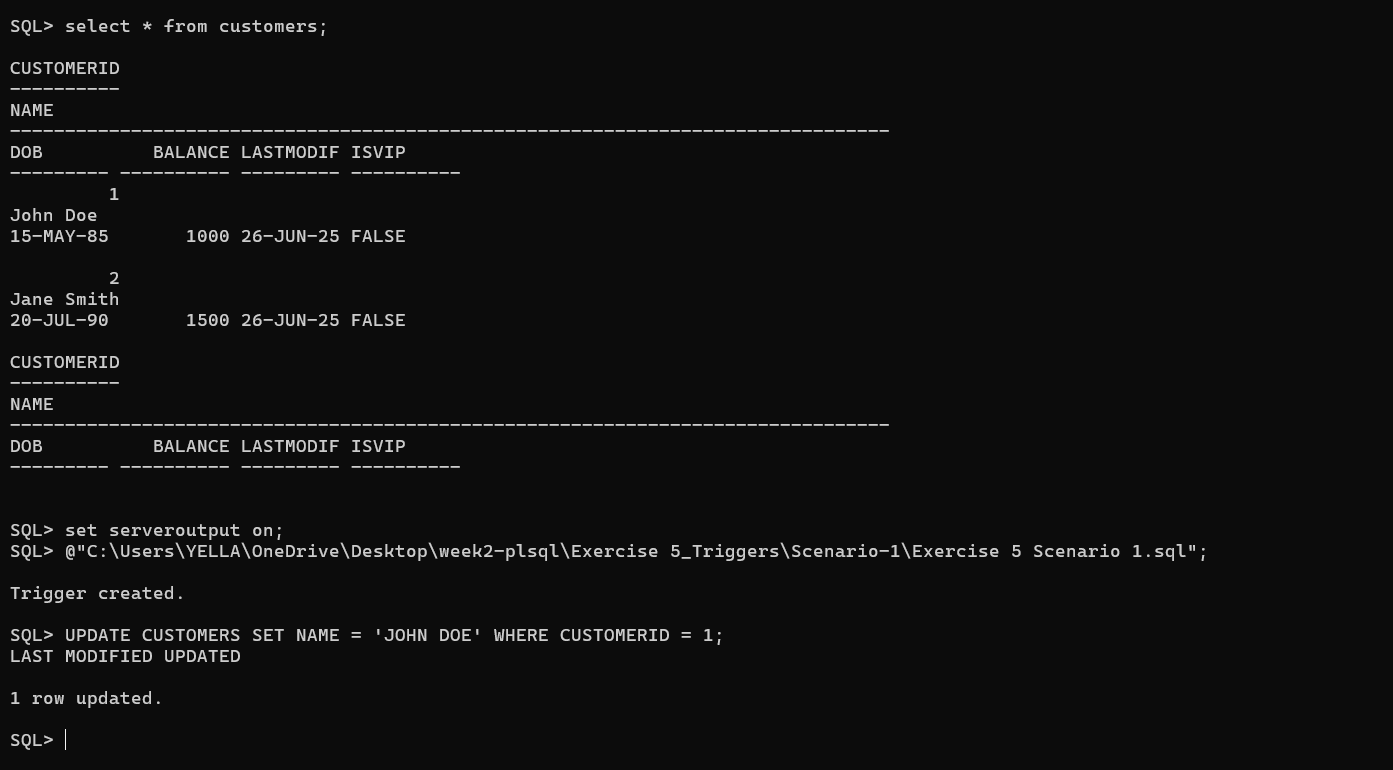 SQL> select * from customers;
CUSTOMERID
----------
NAME
--------------------------------------------------------------------------------
DOB          BALANCE LASTMODIF ISVIP
--------- ---------- --------- ----------
         1
John Doe
15-MAY-85       1000 26-JUN-25 FALSE
         2
Jane Smith
20-JUL-90       1500 26-JUN-25 FALSE
CUSTOMERID
----------
NAME
--------------------------------------------------------------------------------
DOB          BALANCE LASTMODIF ISVIP
--------- ---------- --------- ----------
SQL> set serveroutput on;
SQL> @"C:\Users\YELLA\OneDrive\Desktop\week2-plsql\Exercise 5_Triggers\Scenario-1\Exercise 5 Scenario 1.sql";
Trigger created.
SQL> UPDATE CUSTOMERS SET NAME = 'JOHN DOE' WHERE CUSTOMERID = 1;
LAST MODIFIED UPDATED
1 row updated.
SQL>